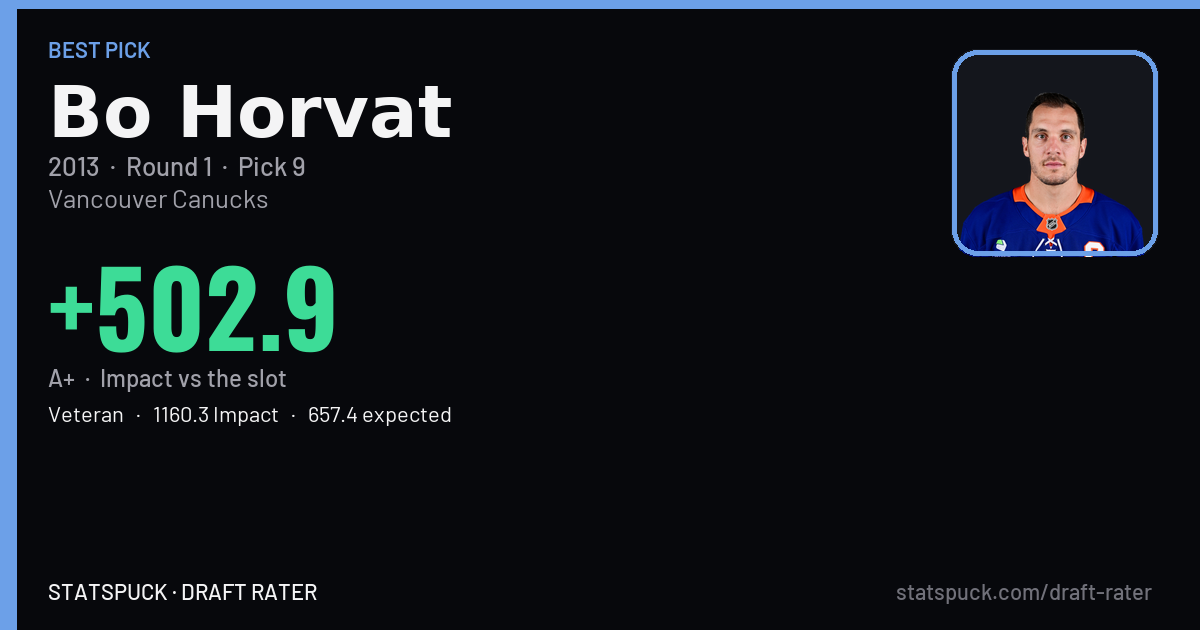 BEST PICK
Bo Horvat
2013 · Round 1 · Pick 9
Vancouver Canucks
+502.9
A+ · Impact vs the slot
Veteran · 1160.3 Impact · 657.4 expected
STATSPUCK · DRAFT RATER
statspuck.com/draft-rater